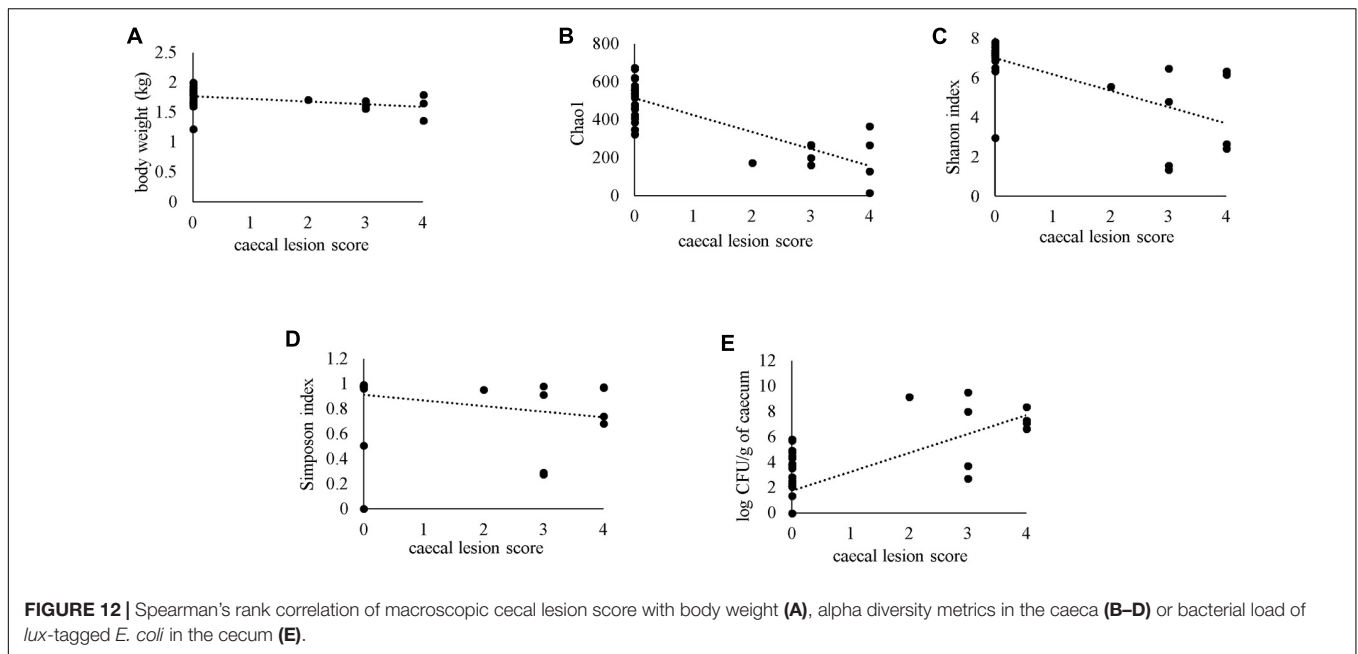 A
2.5
2
1.5
1
0.5
0
body weight (kg)
0 1 2 3 4
caecal lesion score
B
800
600
400
200
0
Chao1
0 1 2 3 4
caecal lesion score
C
8
6
4
2
0
Shanon index
0 1 2 3 4
caecal lesion score
D
1.2
1
0.8
0.6
0.4
0.2
0
Simposon index
0 1 2 3 4
caecal lesion score
E
12
10
8
6
4
2
0
log CFU/g of caecum
0 1 2 3 4
caecal lesion score
FIGURE 12 | Spearman's rank correlation of macroscopic cecal lesion score with body weight (A), alpha diversity metrics in the caeca (B–D) or bacterial load of
lux-tagged E. coli in the cecum (E).